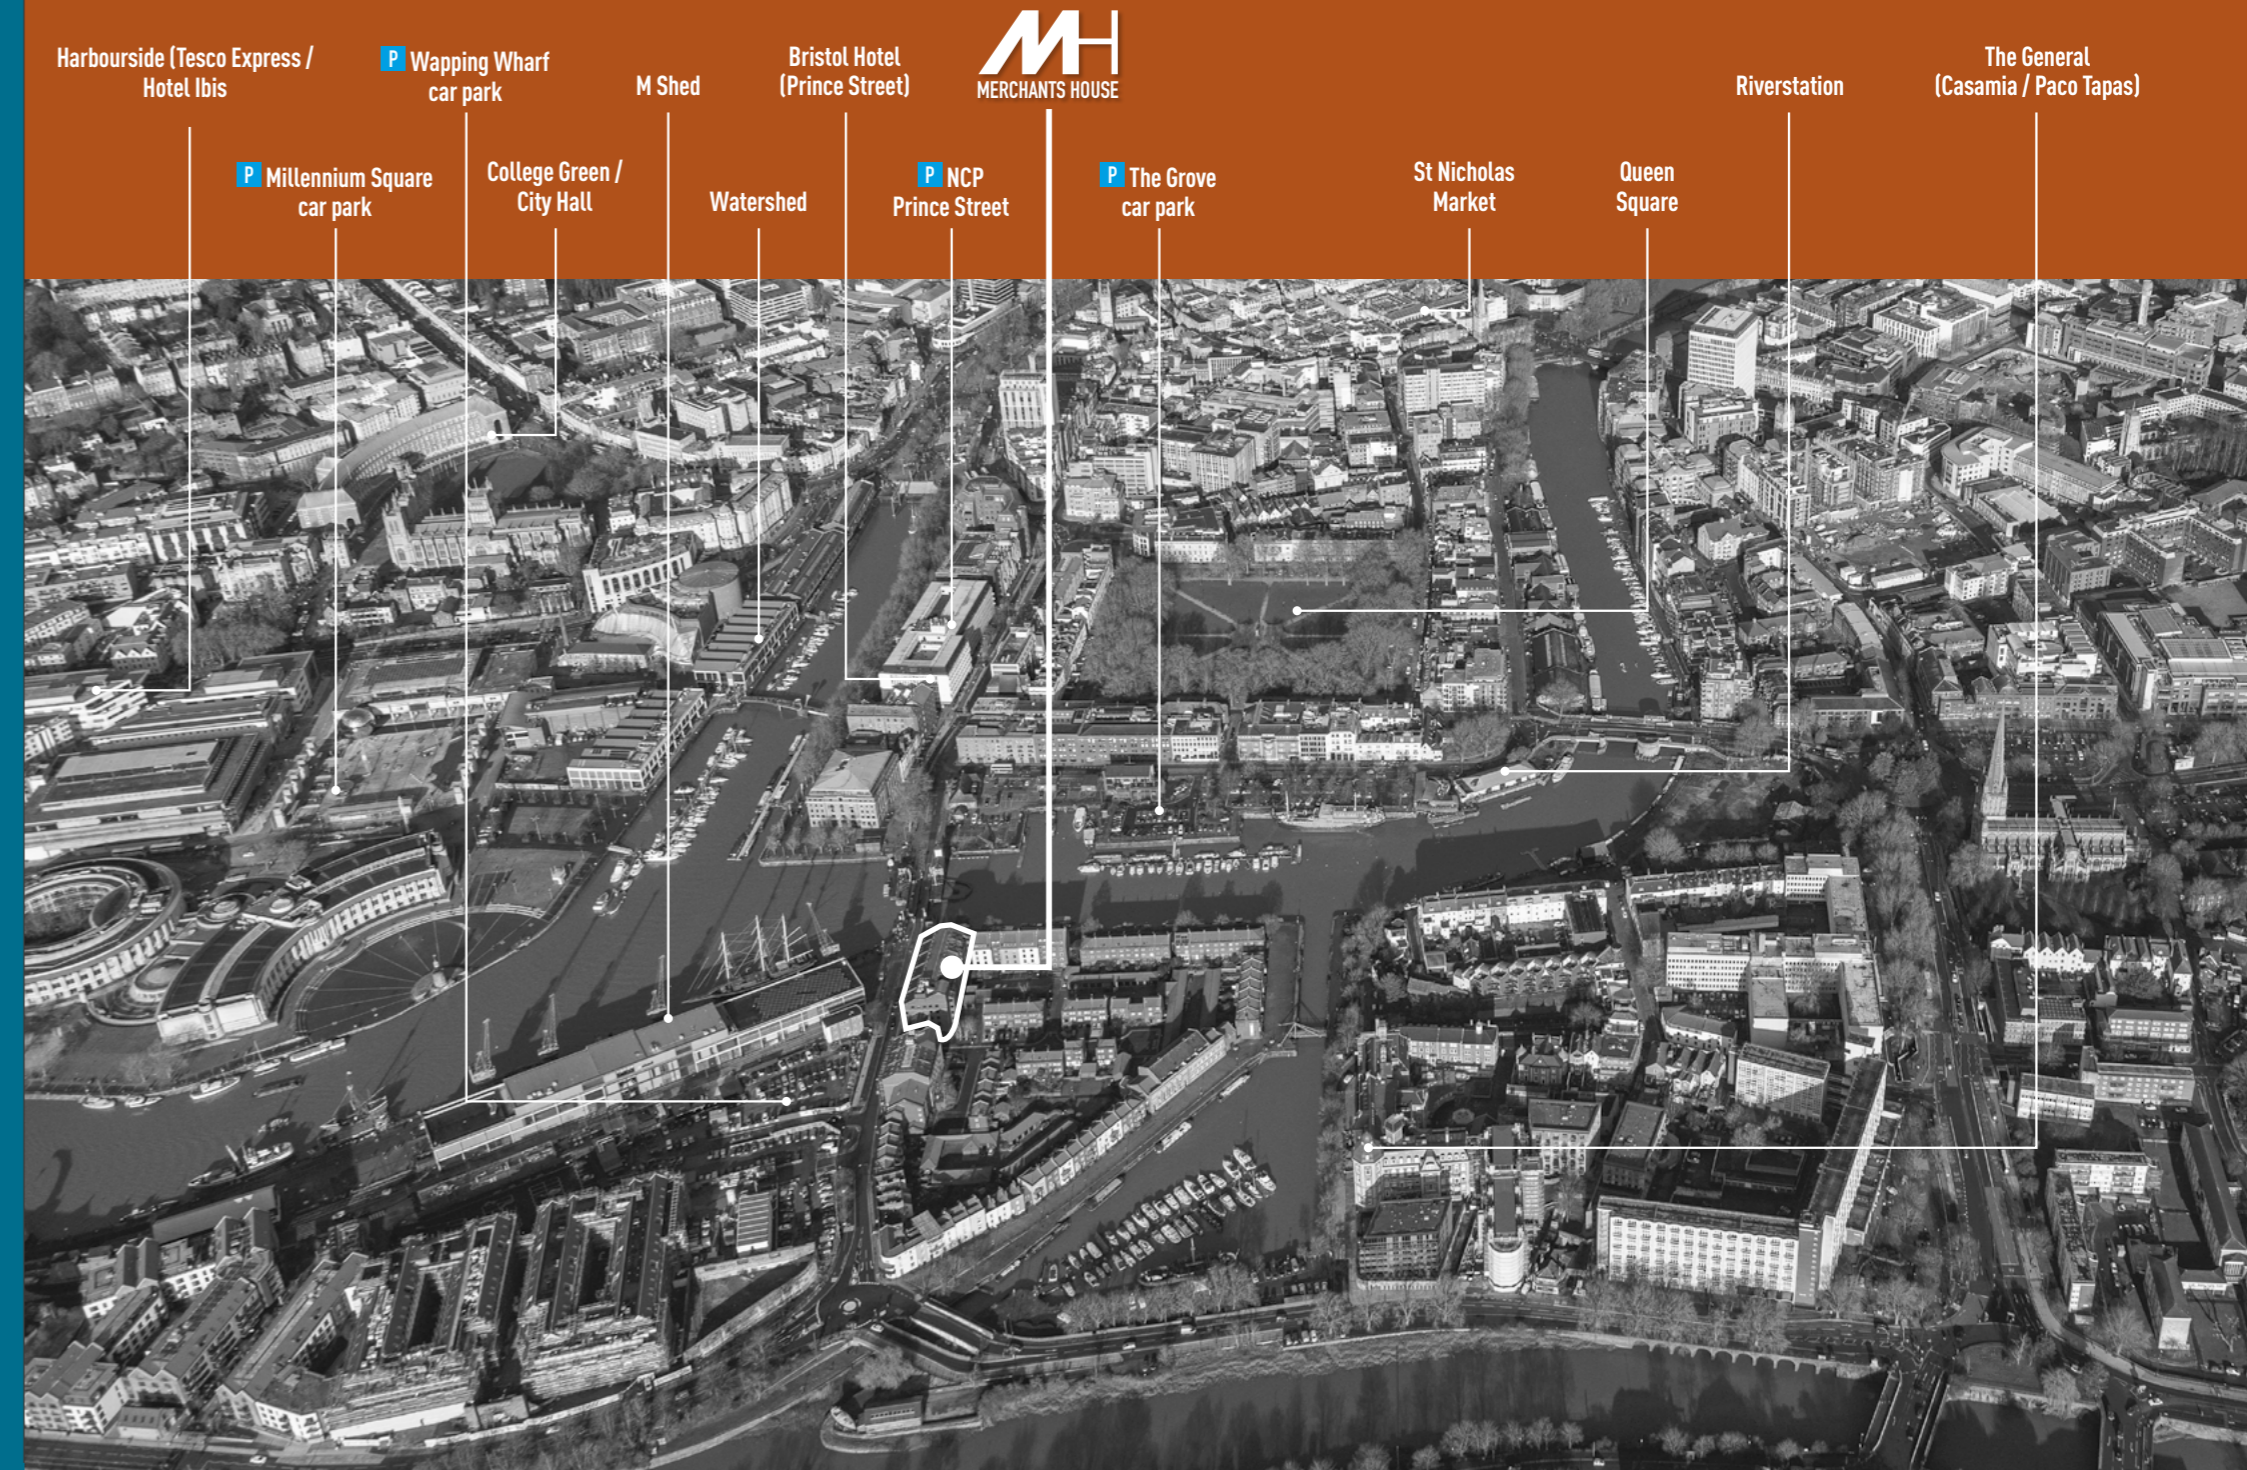 Harbourside (Tesco Express /
Hotel Ibis
P Wapping Wharf
car park
M Shed
Bristol Hotel
(Prince Street)
MH
MERCHANTS HOUSE
Riverstation
The General
(Casamia / Paco Tapas)
P Millennium Square
car park
College Green /
City Hall
Watershed
P NCP
Prince Street
P The Grove
car park
St Nicholas
Market
Queen
Square